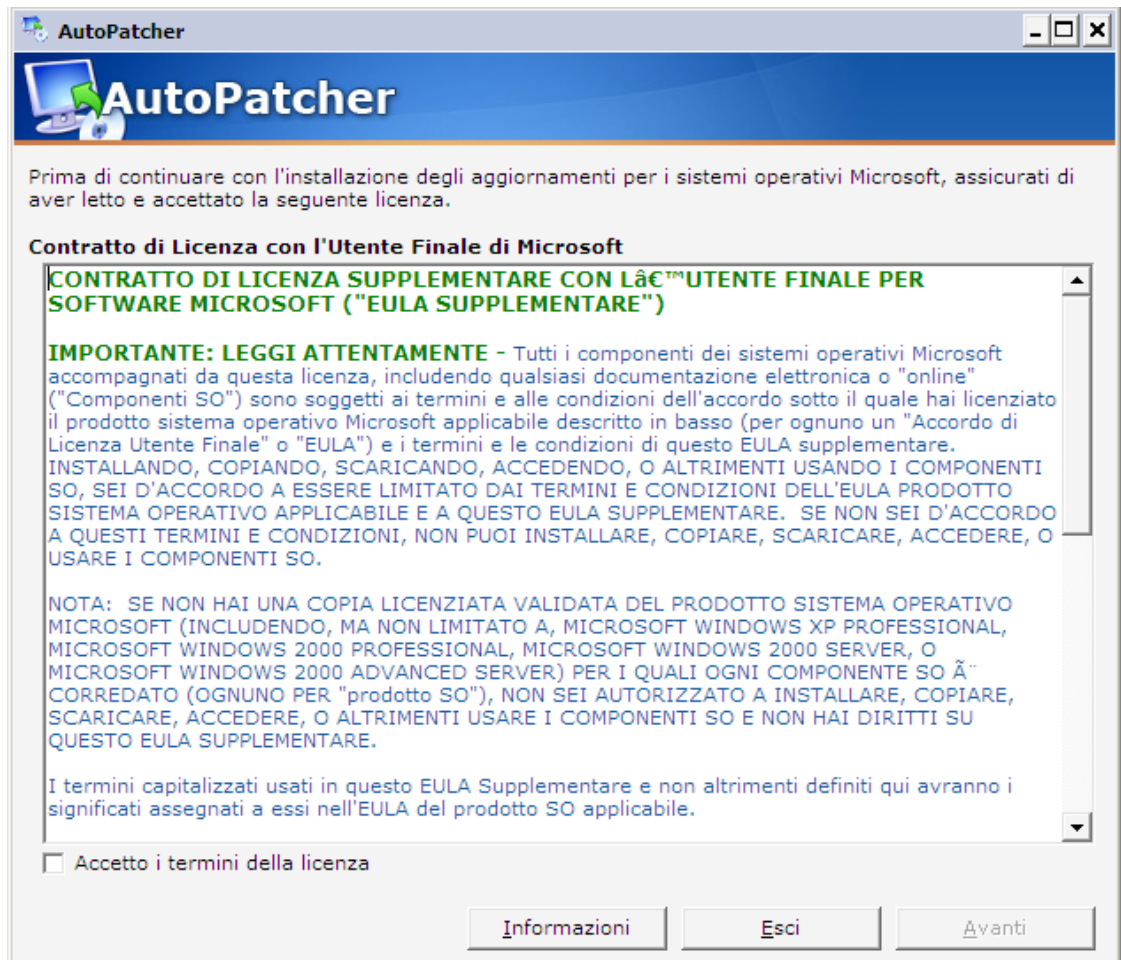 AutoPatcher
AutoPatcher
Prima di continuare con l'installazione degli aggiornamenti per i sistemi operativi Microsoft, assicurati di
aver letto e accettato la seguente licenza.
Contratto di Licenza con l'Utente Finale di Microsoft
CONTRATTO DI LICENZA SUPPLEMENTARE CON Lâ€™UTENTE FINALE PER
SOFTWARE MICROSOFT ("EULA SUPPLEMENTARE")
IMPORTANTE: LEGGI ATTENTAMENTE - Tutti i componenti dei sistemi operativi Microsoft
accompagnati da questa licenza, includendo qualsiasi documentazione elettronica o "online"
("Componenti SO") sono soggetti ai termini e alle condizioni dell'accordo sotto il quale hai licenziato
il prodotto sistema operativo Microsoft applicabile descritto in basso (per ognuno un "Accordo di
Licenza Utente Finale" o "EULA") e i termini e le condizioni di questo EULA supplementare.
INSTALLANDO, COPIANDO, SCARICANDO, ACCEDENDO, O ALTRIMENTI USANDO I COMPONENTI
SO, SEI D'ACCORDO A ESSERE LIMITATO DAI TERMINI E CONDIZIONI DELL'EULA PRODOTTO
SISTEMA OPERATIVO APPLICABILE E A QUESTO EULA SUPPLEMENTARE.  SE NON SEI D'ACCORDO
A QUESTI TERMINI E CONDIZIONI, NON PUOI INSTALLARE, COPIARE, SCARICARE, ACCEDERE, O
USARE I COMPONENTI SO.
NOTA:  SE NON HAI UNA COPIA LICENZIATA VALIDATA DEL PRODOTTO SISTEMA OPERATIVO
MICROSOFT (INCLUDENDO, MA NON LIMITATO A, MICROSOFT WINDOWS XP PROFESSIONAL,
MICROSOFT WINDOWS 2000 PROFESSIONAL, MICROSOFT WINDOWS 2000 SERVER, O
MICROSOFT WINDOWS 2000 ADVANCED SERVER) PER I QUALI OGNI COMPONENTE SO Ã¨
CORREDATO (OGNUNO PER "prodotto SO"), NON SEI AUTORIZZATO A INSTALLARE, COPIARE,
SCARICARE, ACCEDERE, O ALTRIMENTI USARE I COMPONENTI SO E NON HAI DIRITTI SU
QUESTO EULA SUPPLEMENTARE.
I termini capitalizzati usati in questo EULA Supplementare e non altrimenti definiti qui avranno i
significati assegnati a essi nell'EULA del prodotto SO applicabile.
Accetto i termini della licenza
Informazioni
Esci
Avanti